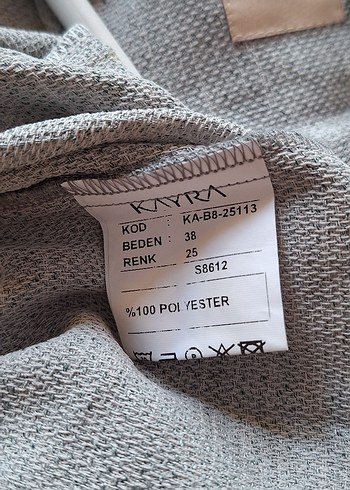 KAYRA
KOD : KA-B8-25113
BEDEN : 38
RENK 25
S8612
%100 POLYESTER